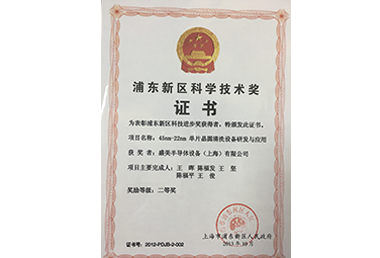 浦东新区科学技术奖
证书
为表彰浦东新区科技进步奖获得者，特颁发此证书。
项目名称：45nm-22nm 单片晶圆清洗设备研发与应用
获 奖 者：盛美半导体设备（上海）有限公司
项目主要完成人：王 晖 陈福发 王 坚
陈福平 王 俊
奖励等级：二等奖
上海市浦东新区人民政府
2012年10月
证书号：2012-PDJB-2-002